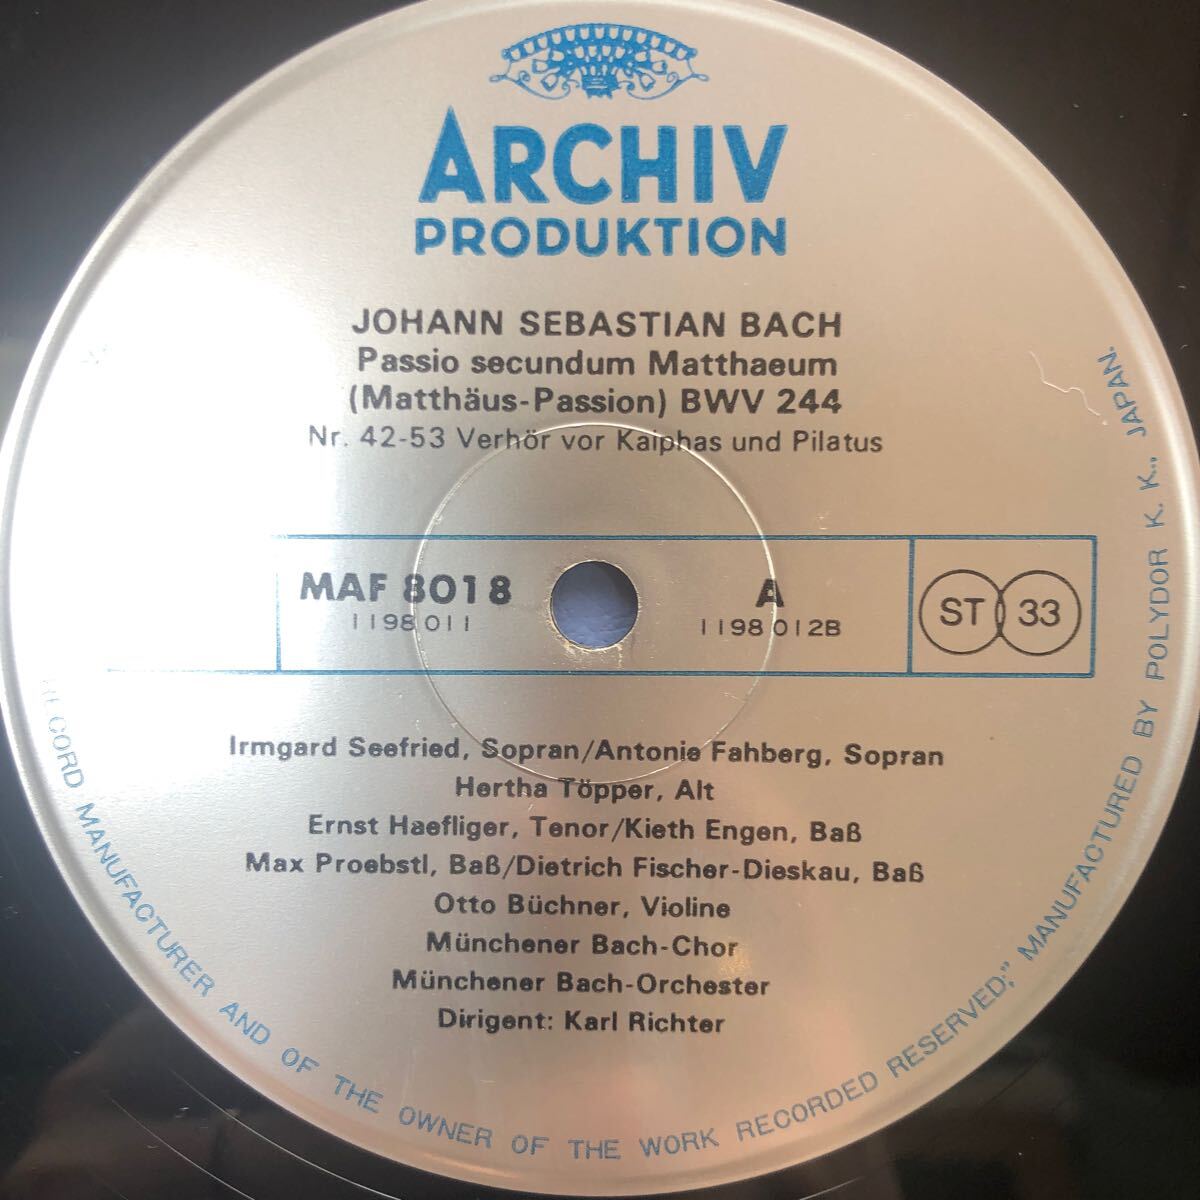 ARCHIV
PRODUKTION
JOHANN SEBASTIAN BACH
Passio secundum Matthaeum
(Matthäus-Passion) BWV 244
Nr. 42-53 Verhör vor Kaiphas und Pilatus
MAF 8018 A ST 33
1198 011 1198 012B
Irmgard Seefried, Sopran/Antonie Fahberg, Sopran
Hertha Töpper, Alt
Ernst Haefliger, Tenor/Kieth Engen, Baß
Max Proebstl, Baß/Dietrich Fischer-Dieskau, Baß
Otto Büchner, Violine
Münchener Bach-Chor
Münchener Bach-Orchester
Dirigent: Karl Richter
RECORD MANUFACTURER AND OF THE OWNER OF THE WORK RECORDED RESERVED;" MANUFACTURED BY POLYDOR K. K., JAPAN.